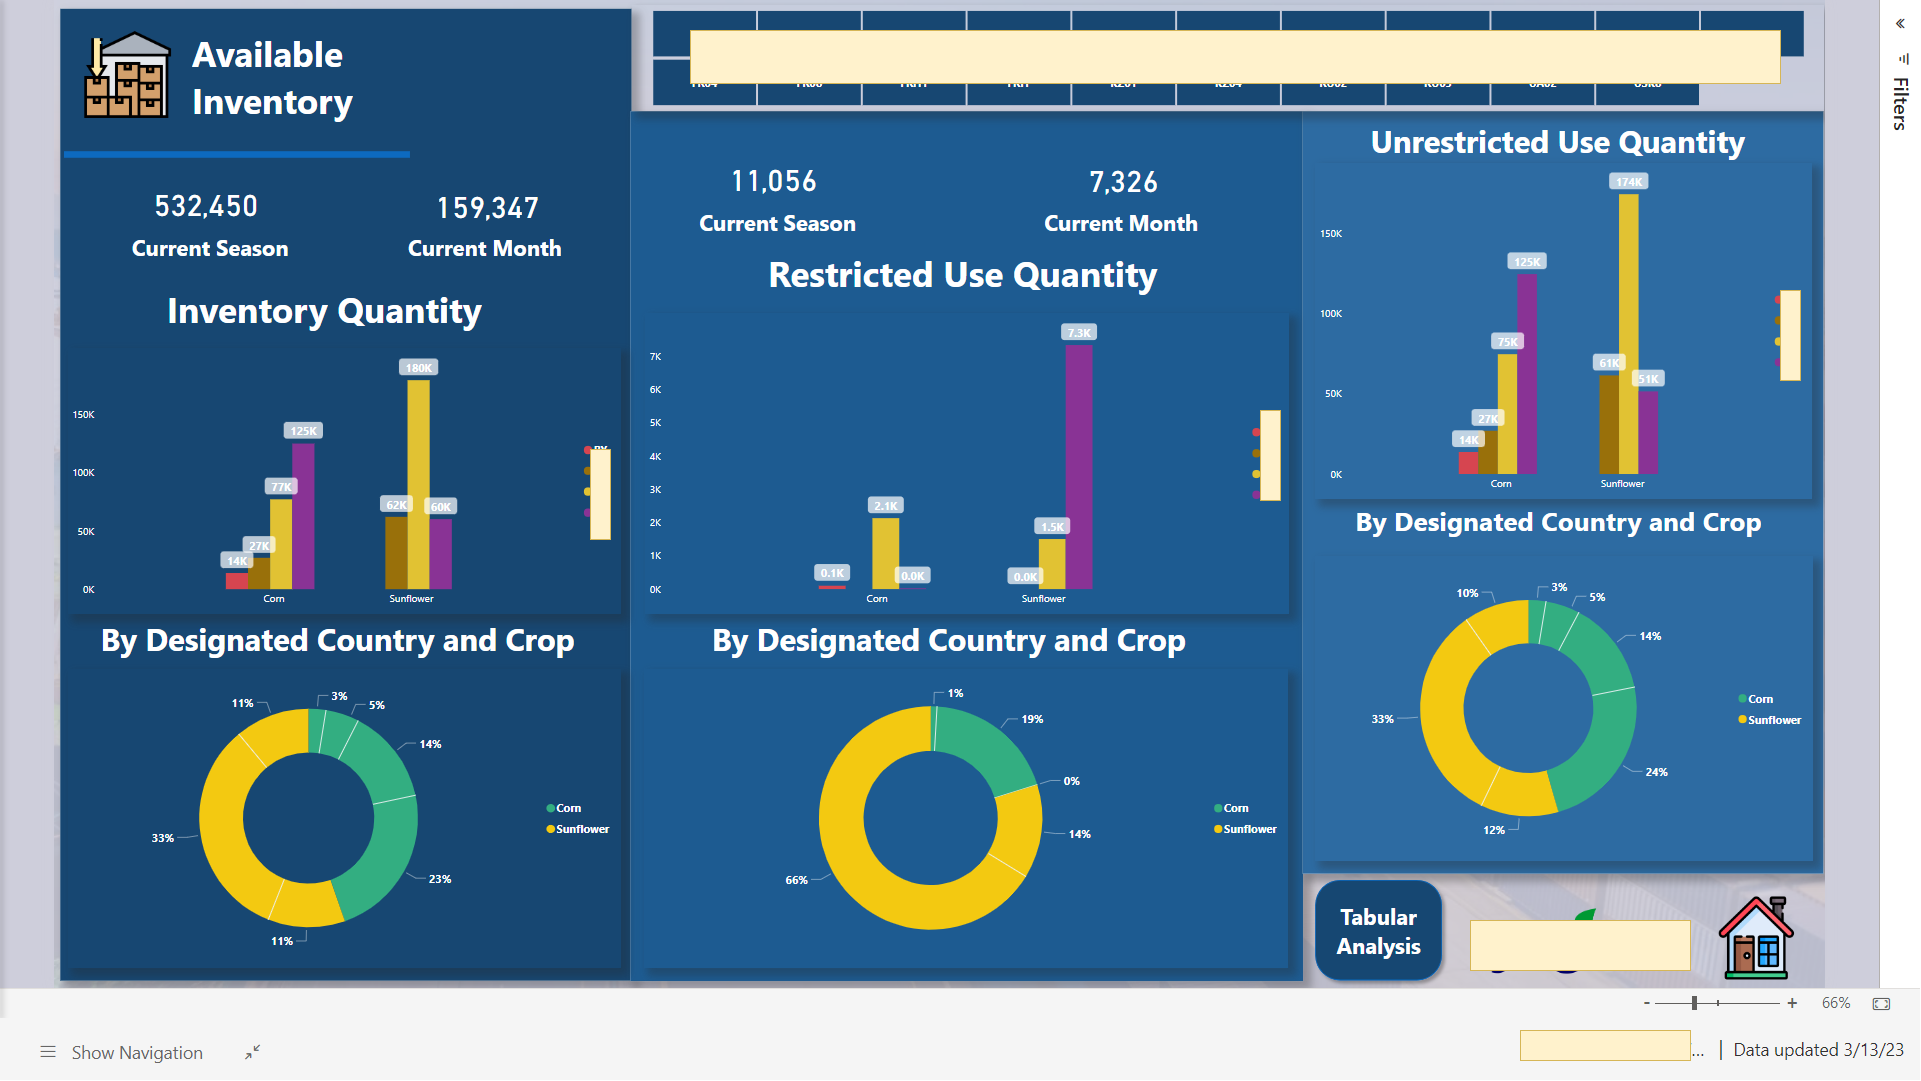 Available
Inventory
532,450
Current Season
159,347
Current Month
Inventory Quantity
150K
100K
50K
0K
14K
27K
77K
125K
62K
180K
60K
Corn
Sunflower
By Designated Country and Crop
11%
3%
5%
14%
33%
23%
11%
Corn
Sunflower
11,056
Current Season
7,326
Current Month
Restricted Use Quantity
7K
6K
5K
4K
3K
2K
1K
0K
0.1K
2.1K
0.0K
0.0K
1.5K
7.3K
Corn
Sunflower
By Designated Country and Crop
1%
19%
0%
14%
66%
Corn
Sunflower
Unrestricted Use Quantity
150K
100K
50K
0K
14K
27K
75K
125K
61K
174K
51K
Corn
Sunflower
By Designated Country and Crop
10%
3%
5%
14%
33%
24%
12%
Corn
Sunflower
Tabular
Analysis
Filters
- + 66%
Show Navigation
... | Data updated 3/13/23